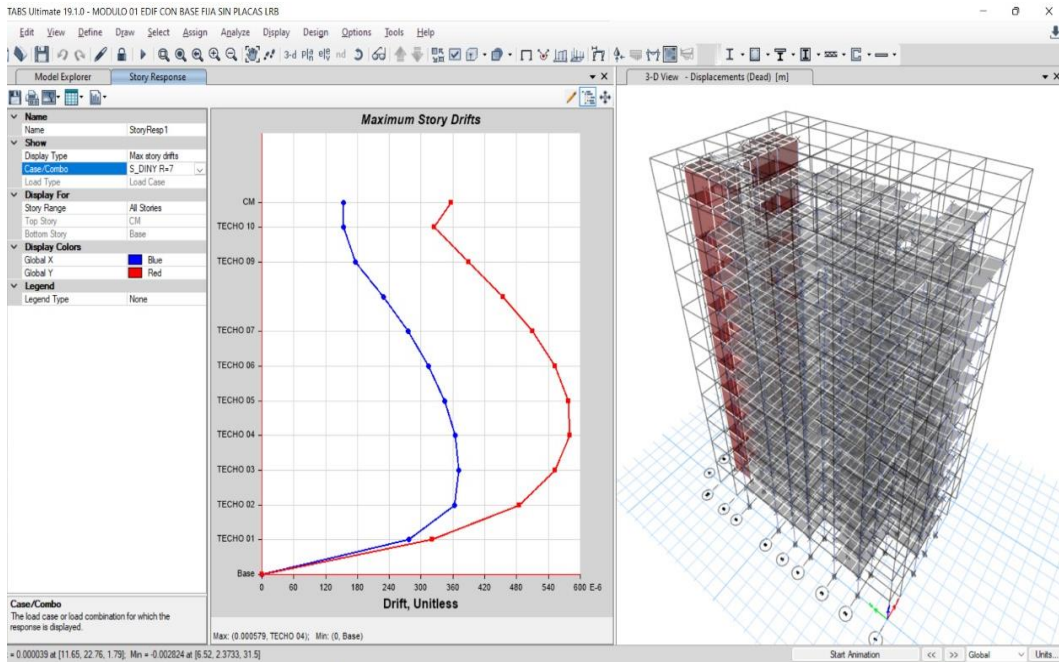 TABS Ultimate 19.1.0 - MODULO 01 EDIF CON BASE FIJA SIN PLACAS LRB
Edit View Define Draw Select Assign Analyze Display Design Options Tools Help
3-d nd
Model Explorer Story Response
3-D View - Displacements (Dead) [m]
Name
Name StoryResp1
Show
Display Type Max story drifts
Case/Combo S_DINY R=7
Load Type Load Case
Display For
Story Range All Stories
Top Story CM
Bottom Story Base
Display Colors
Global X Blue
Global Y Red
Legend
Legend Type None
Maximum Story Drifts
CM
TECHO 10
TECHO 09
TECHO 07
TECHO 06
TECHO 05
TECHO 04
TECHO 03
TECHO 02
TECHO 01
Base
0 60 120 180 240 300 360 420 480 540 600 E-6
Drift, Unitless
Max: (0.000579, TECHO 04); Min: (0, Base)
Case/Combo
The load case or load combination for which the
response is displayed.
= 0.000039 at [11.65, 22.76, 1.79]; Min = -0.002824 at [6.52, 2.3733, 31.5]
Start Animation << >> Global Units...